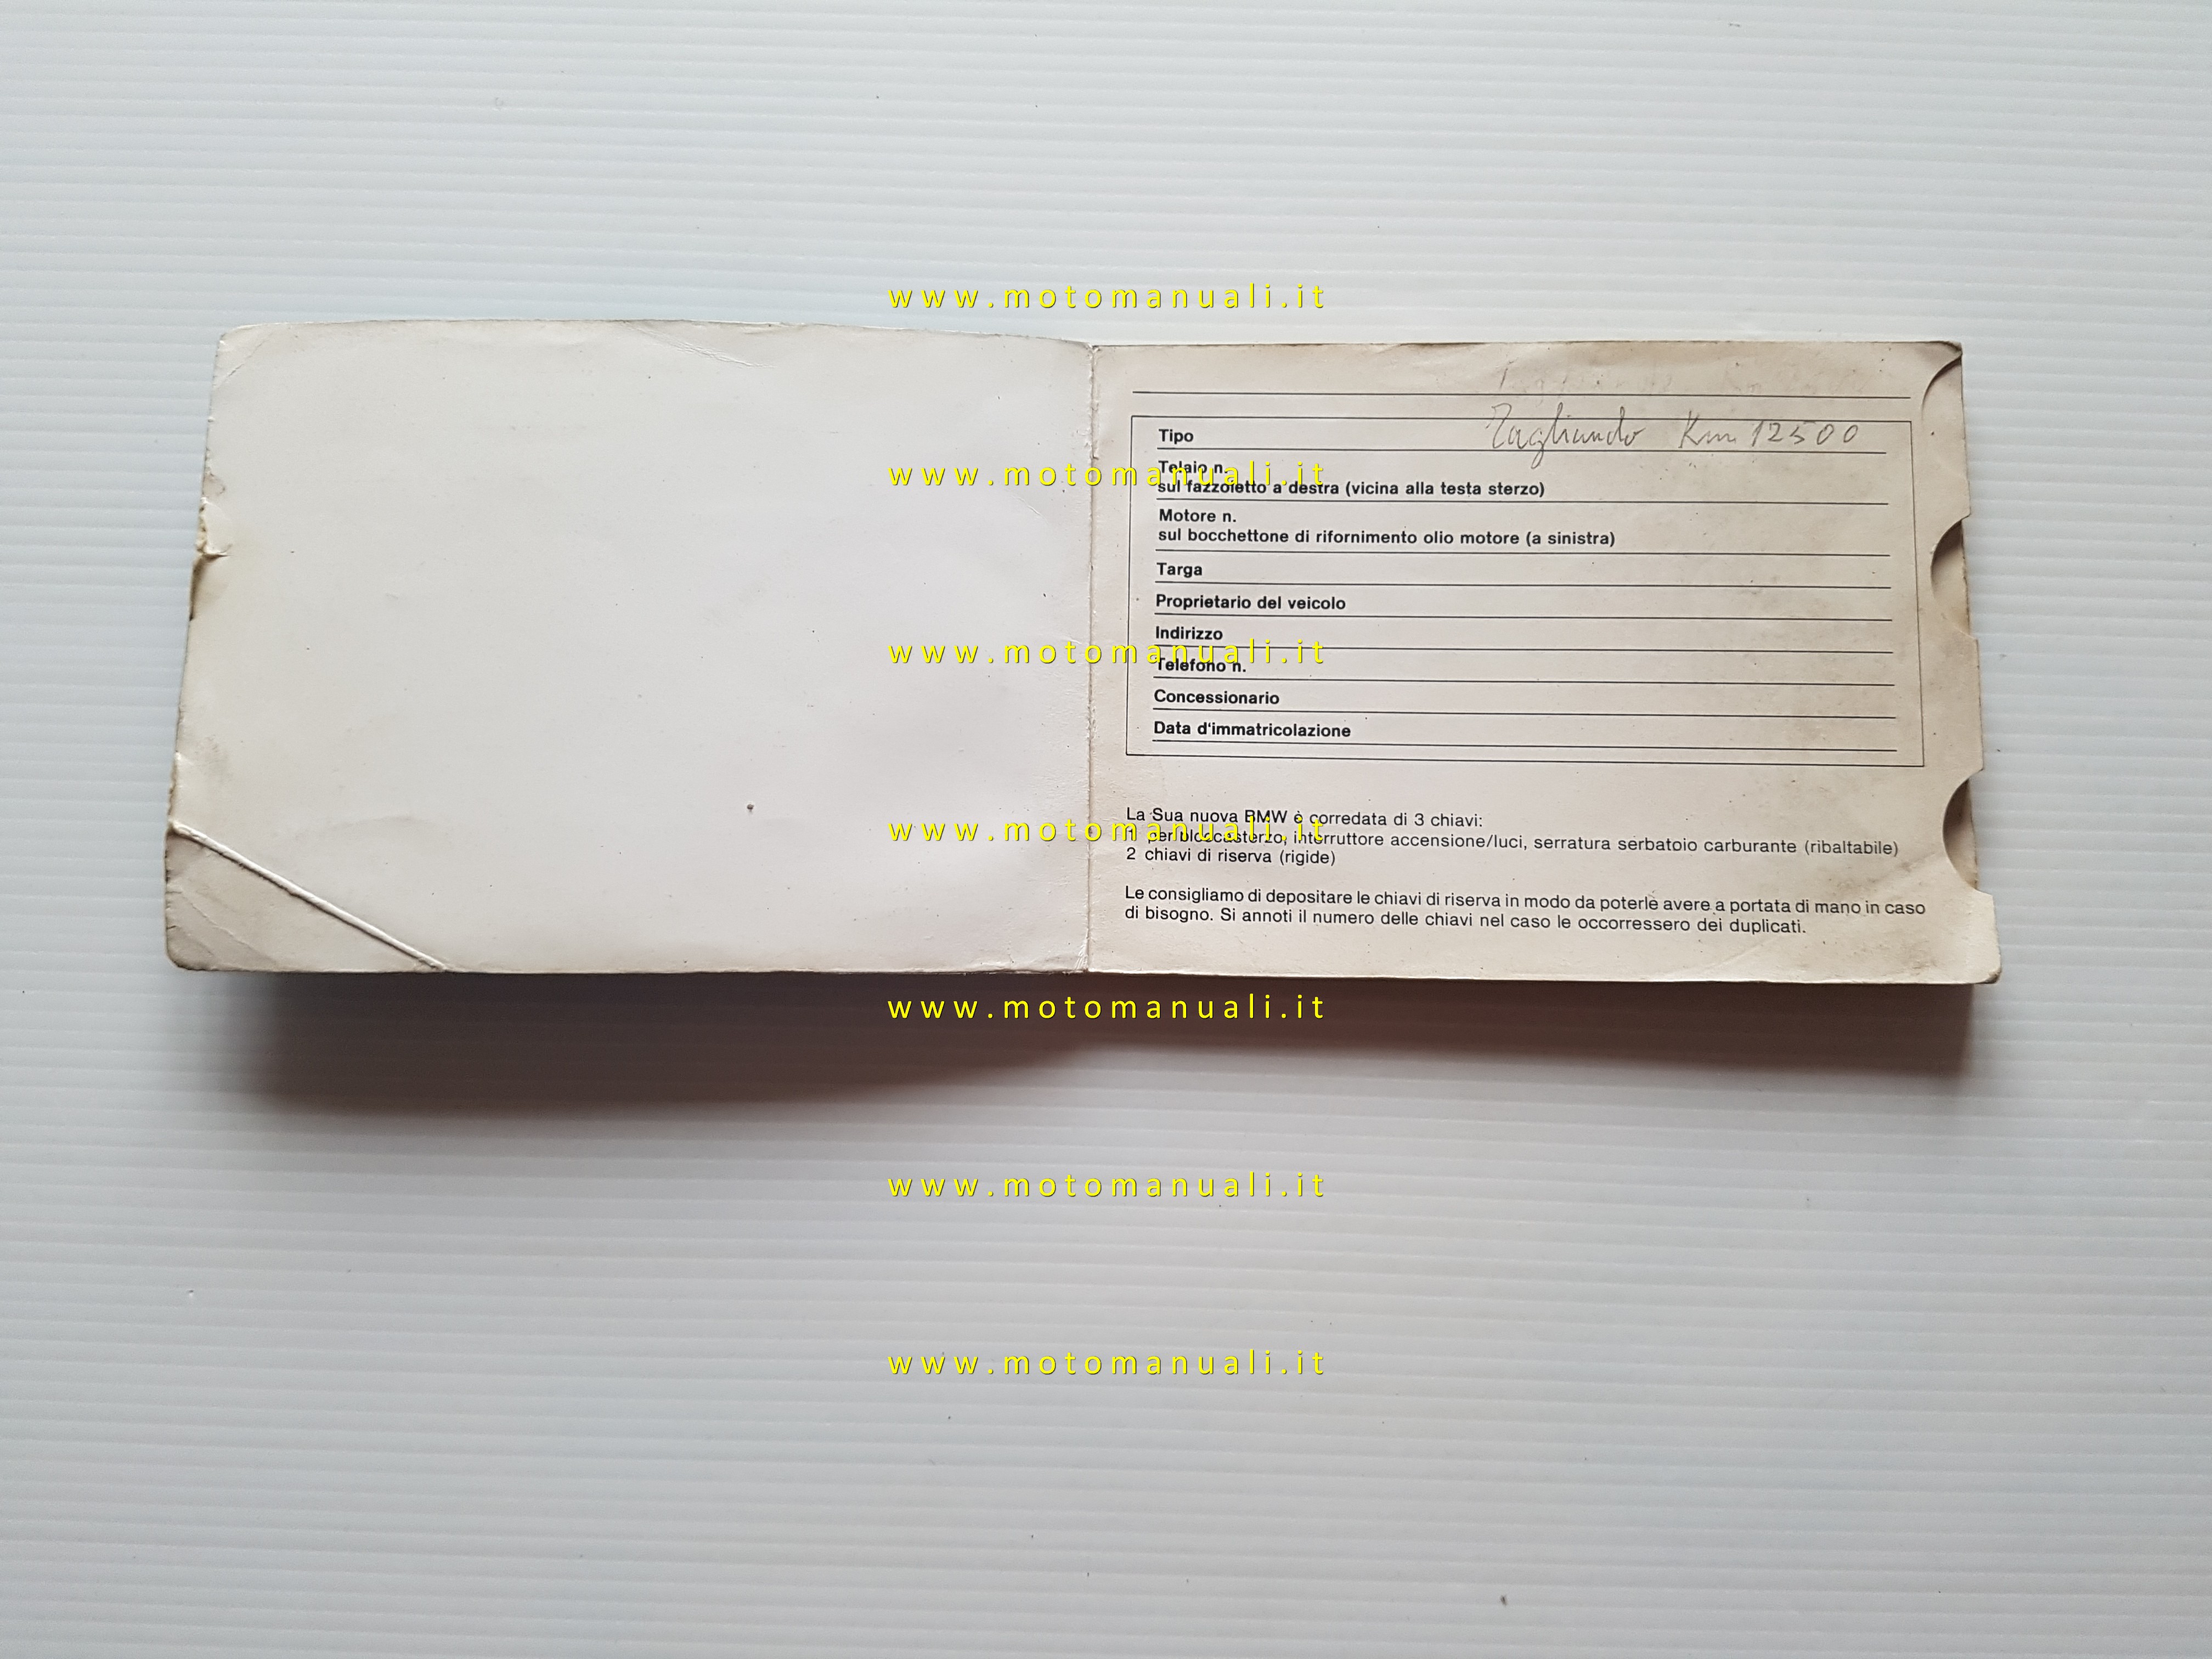 www.motomanuali.it
Tagliando Km 12500
Tipo
www.motomanuali.it
Telaio n.
sul fazzoletto a destra (vicina alla testa sterzo)
Motore n.
sul bocchettone di rifornimento olio motore (a sinistra)
Targa
Proprietario del veicolo
Indirizzo
www.motomanuali.it
Telefono n.
Concessionario
Data d'immatricolazione
La Sua nuova BMW è corredata di 3 chiavi:
www.motomanuali.it
1 per bloccasterzo, interruttore accensione/luci, serratura serbatoio carburante (ribaltabile)
2 chiavi di riserva (rigide)
Le consigliamo di depositare le chiavi di riserva in modo da poterle avere a portata di mano in caso
di bisogno. Si annoti il numero delle chiavi nel caso le occorressero dei duplicati.
www.motomanuali.it
www.motomanuali.it
www.motomanuali.it